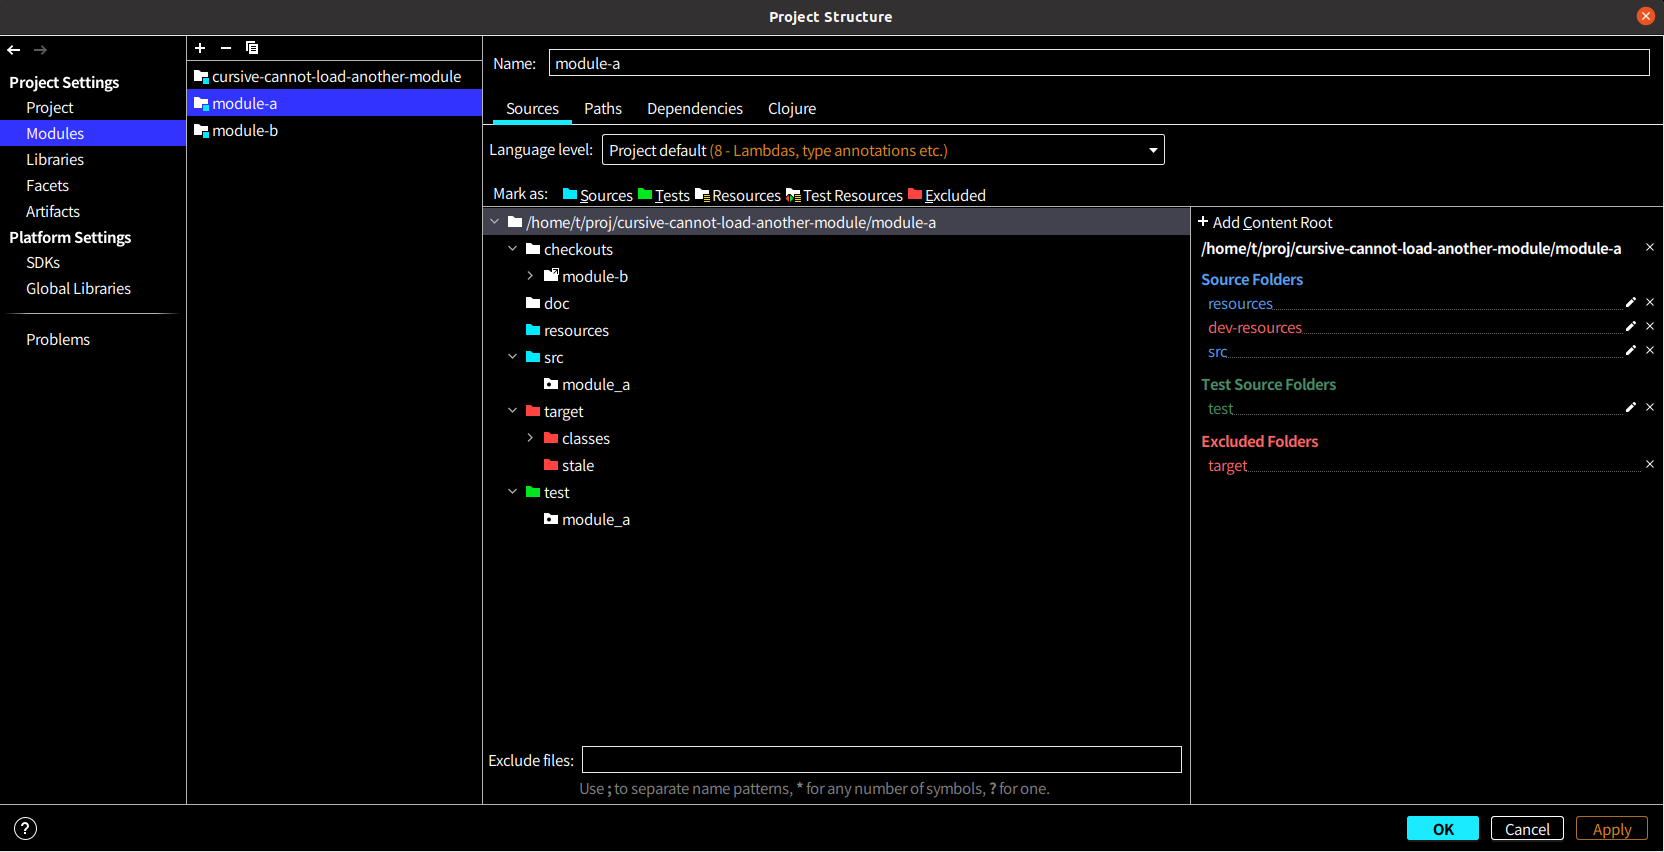 Project Structure
Project Settings
Project
Modules
Libraries
Facets
Artifacts
Platform Settings
SDKs
Global Libraries
Problems
cursive-cannot-load-another-module
module-a
module-b
Name: module-a
Sources Paths Dependencies Clojure
Language level: Project default (8 - Lambdas, type annotations etc.)
Mark as: Sources Tests Resources Test Resources Excluded
/home/t/proj/cursive-cannot-load-another-module/module-a
checkouts
module-b
doc
resources
src
module_a
target
classes
stale
test
module_a
Exclude files:
Use ; to separate name patterns, * for any number of symbols, ? for one.
+ Add Content Root
/home/t/proj/cursive-cannot-load-another-module/module-a
Source Folders
resources
dev-resources
src
Test Source Folders
test
Excluded Folders
target
?
OK Cancel Apply